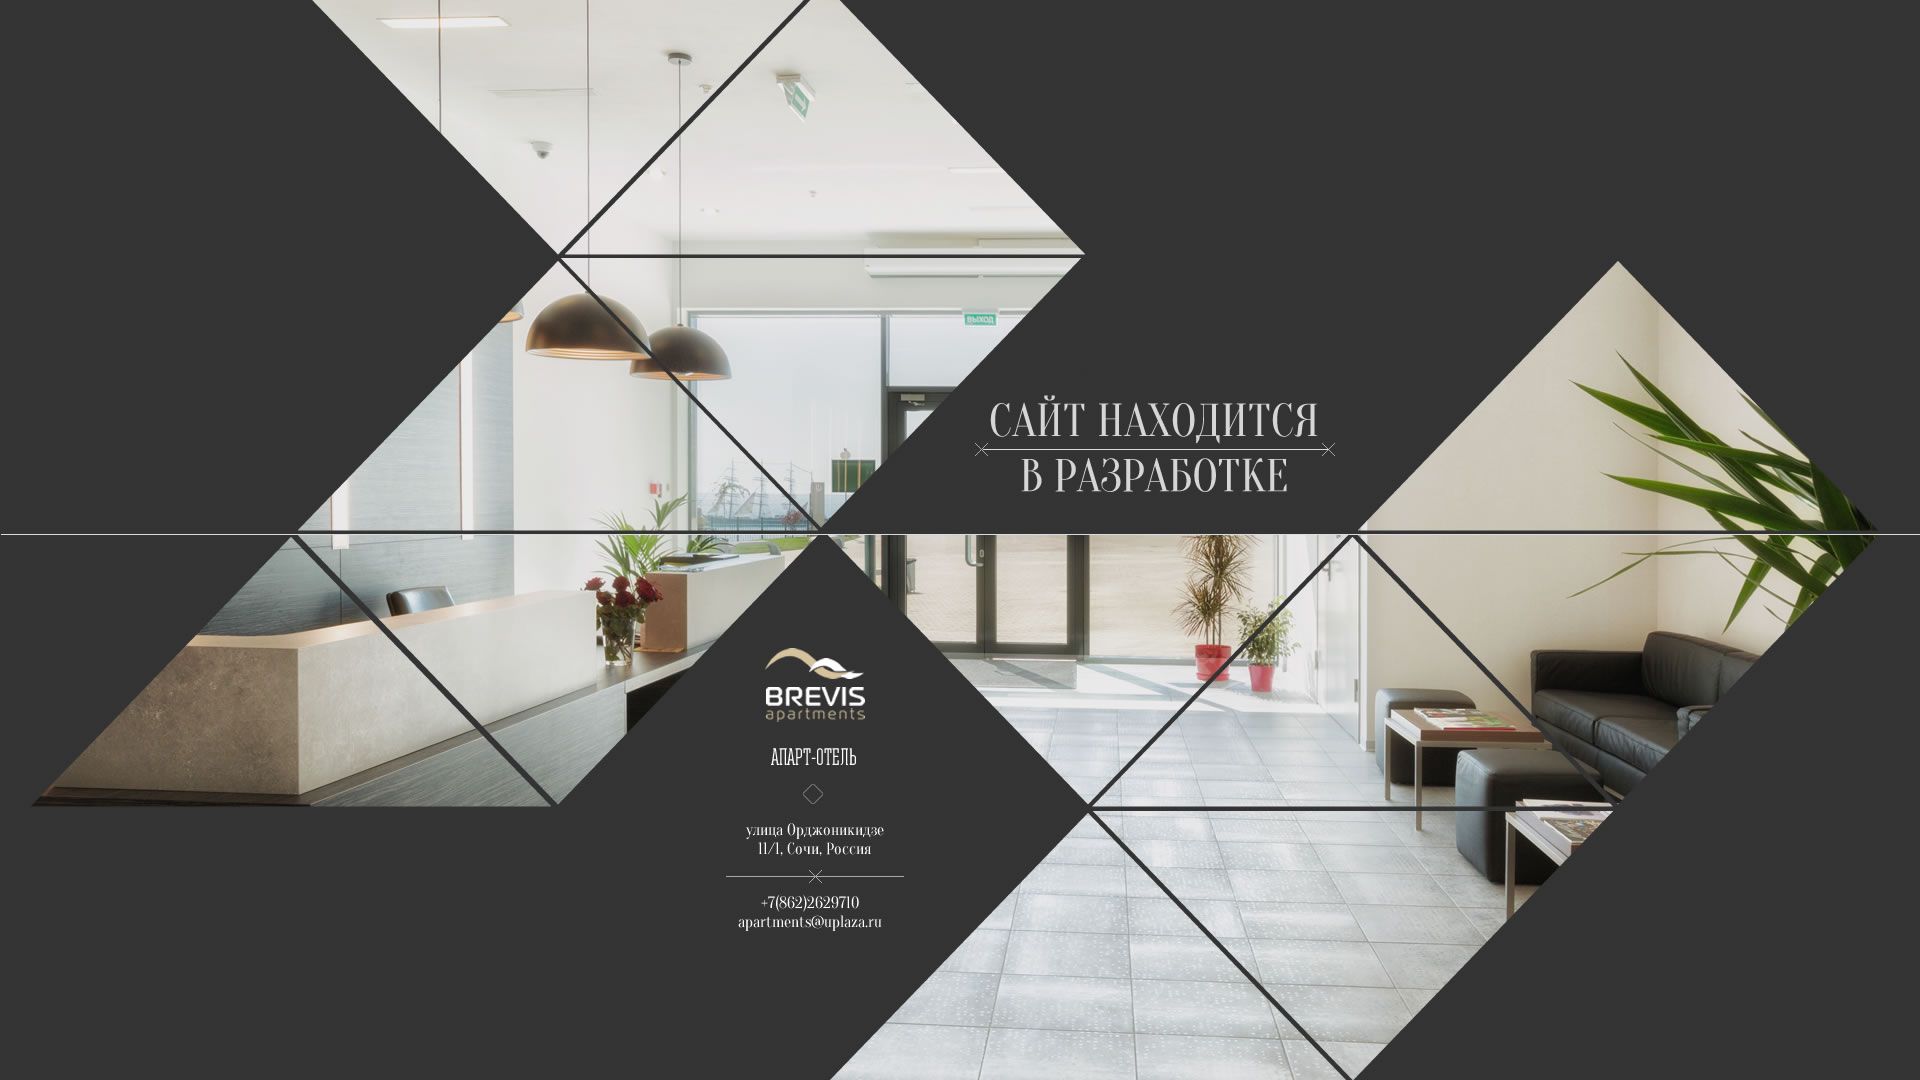 ВЫХОД
САЙТ НАХОДИТСЯ
В РАЗРАБОТКЕ
BREVIS
apartments
АПАРТ-ОТЕЛЬ
улица Орджоникидзе
11/1, Сочи, Россия
+7(862)2629710
apartments@uplaza.ru